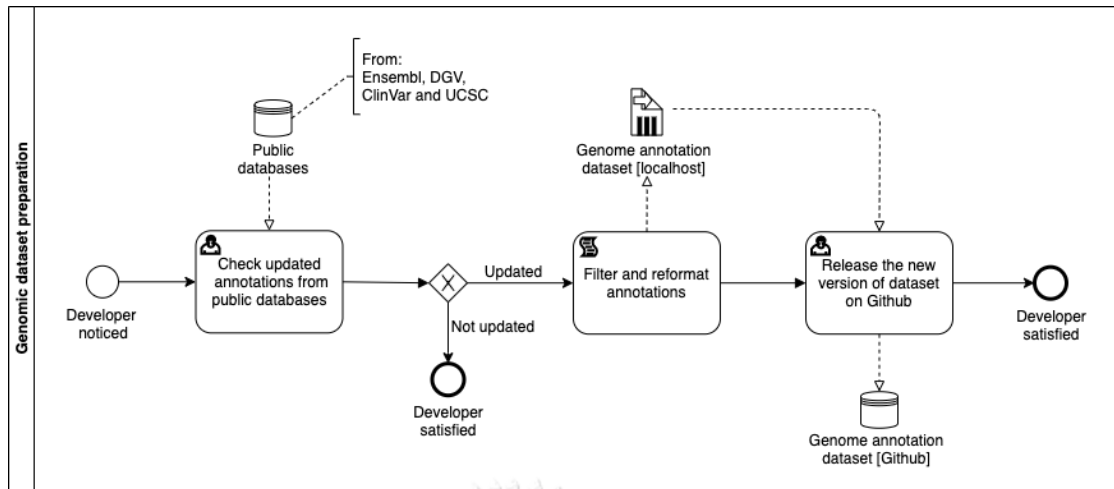 Genomic dataset preparation
From:
Ensembl, DGV,
ClinVar and UCSC
Public
databases
Genome annotation
dataset [localhost]
Developer
noticed
Check updated
annotations from
public databases
X
Updated
Not updated
Developer
satisfied
Filter and reformat
annotations
Release the new
version of dataset
on Github
Developer
satisfied
Genome annotation
dataset [Github]